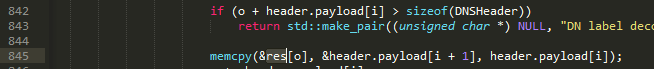 842 if (o + header.payload[i] > sizeof(DNSHeader))
843 return std::make_pair((unsigned char *) NULL, "DN label deco
844
845 memcpy(&res[o], &header.payload[i + 1], header.payload[i]);